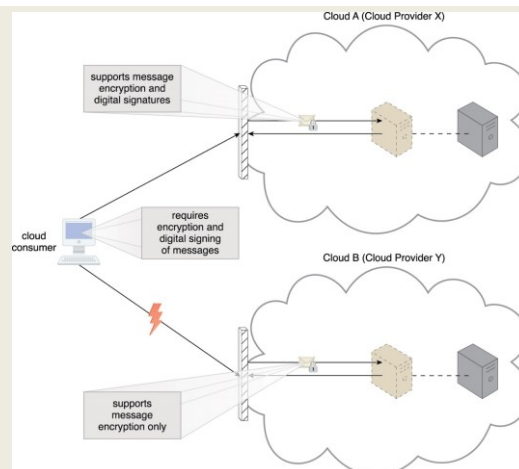 Cloud A (Cloud Provider X)
supports message
encryption and
digital signatures
requires
encryption and
digital signing
of messages
cloud
consumer
Cloud B (Cloud Provider Y)
supports
message
encryption only